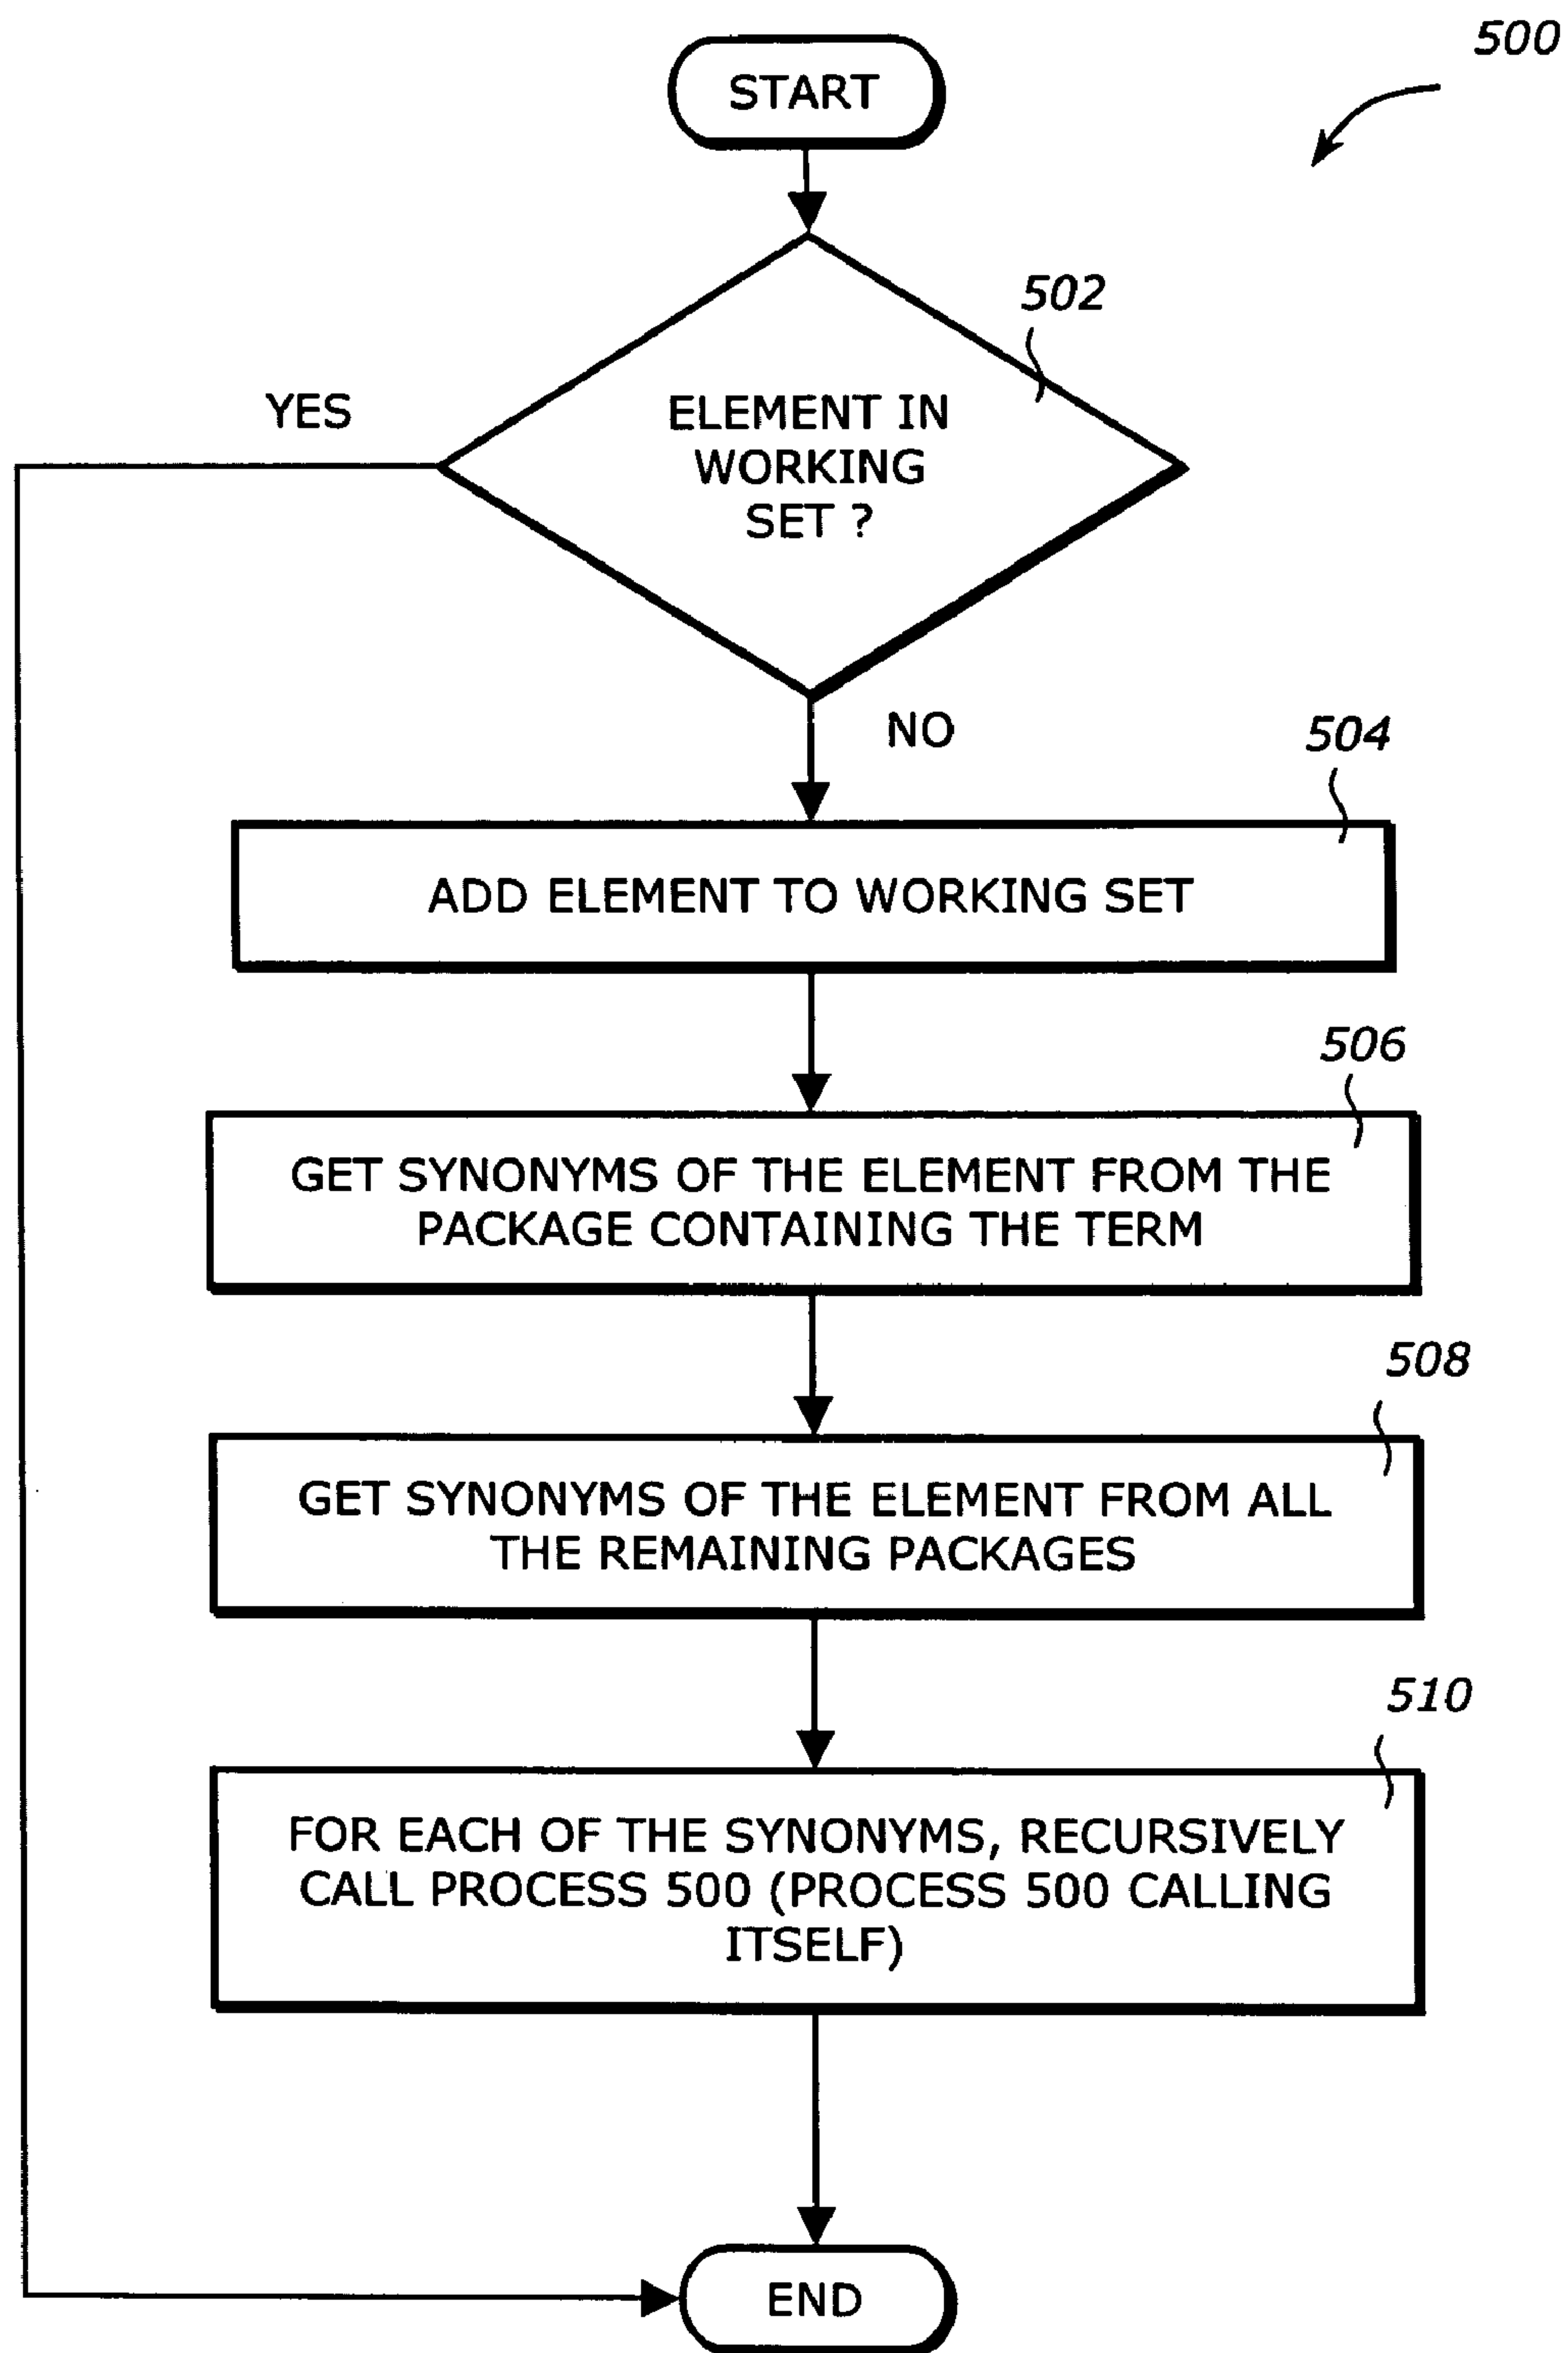 500
START
502
YES
ELEMENT IN
WORKING
SET ?
NO
504
ADD ELEMENT TO WORKING SET
506
GET SYNONYMS OF THE ELEMENT FROM THE
PACKAGE CONTAINING THE TERM
508
GET SYNONYMS OF THE ELEMENT FROM ALL
THE REMAINING PACKAGES
510
FOR EACH OF THE SYNONYMS, RECURSIVELY
CALL PROCESS 500 (PROCESS 500 CALLING
ITSELF)
END